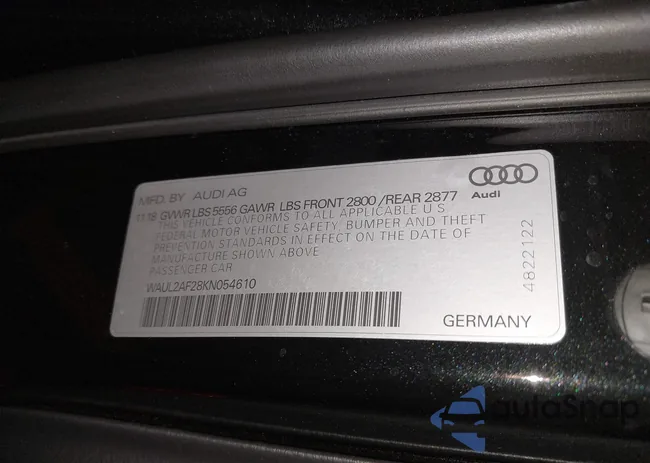 MFD. BY AUDI AG
Audi
11.18 GVWR LBS 5556 GAWR LBS FRONT 2800 /REAR 2877
THIS VEHICLE CONFORMS TO ALL APPLICABLE U S
FEDERAL MOTOR VEHICLE SAFETY, BUMPER AND THEFT
PREVENTION STANDARDS IN EFFECT ON THE DATE OF
MANUFACTURE SHOWN ABOVE
PASSENGER CAR
WAUL2AF28KN054610
GERMANY
4822122
autoSnap